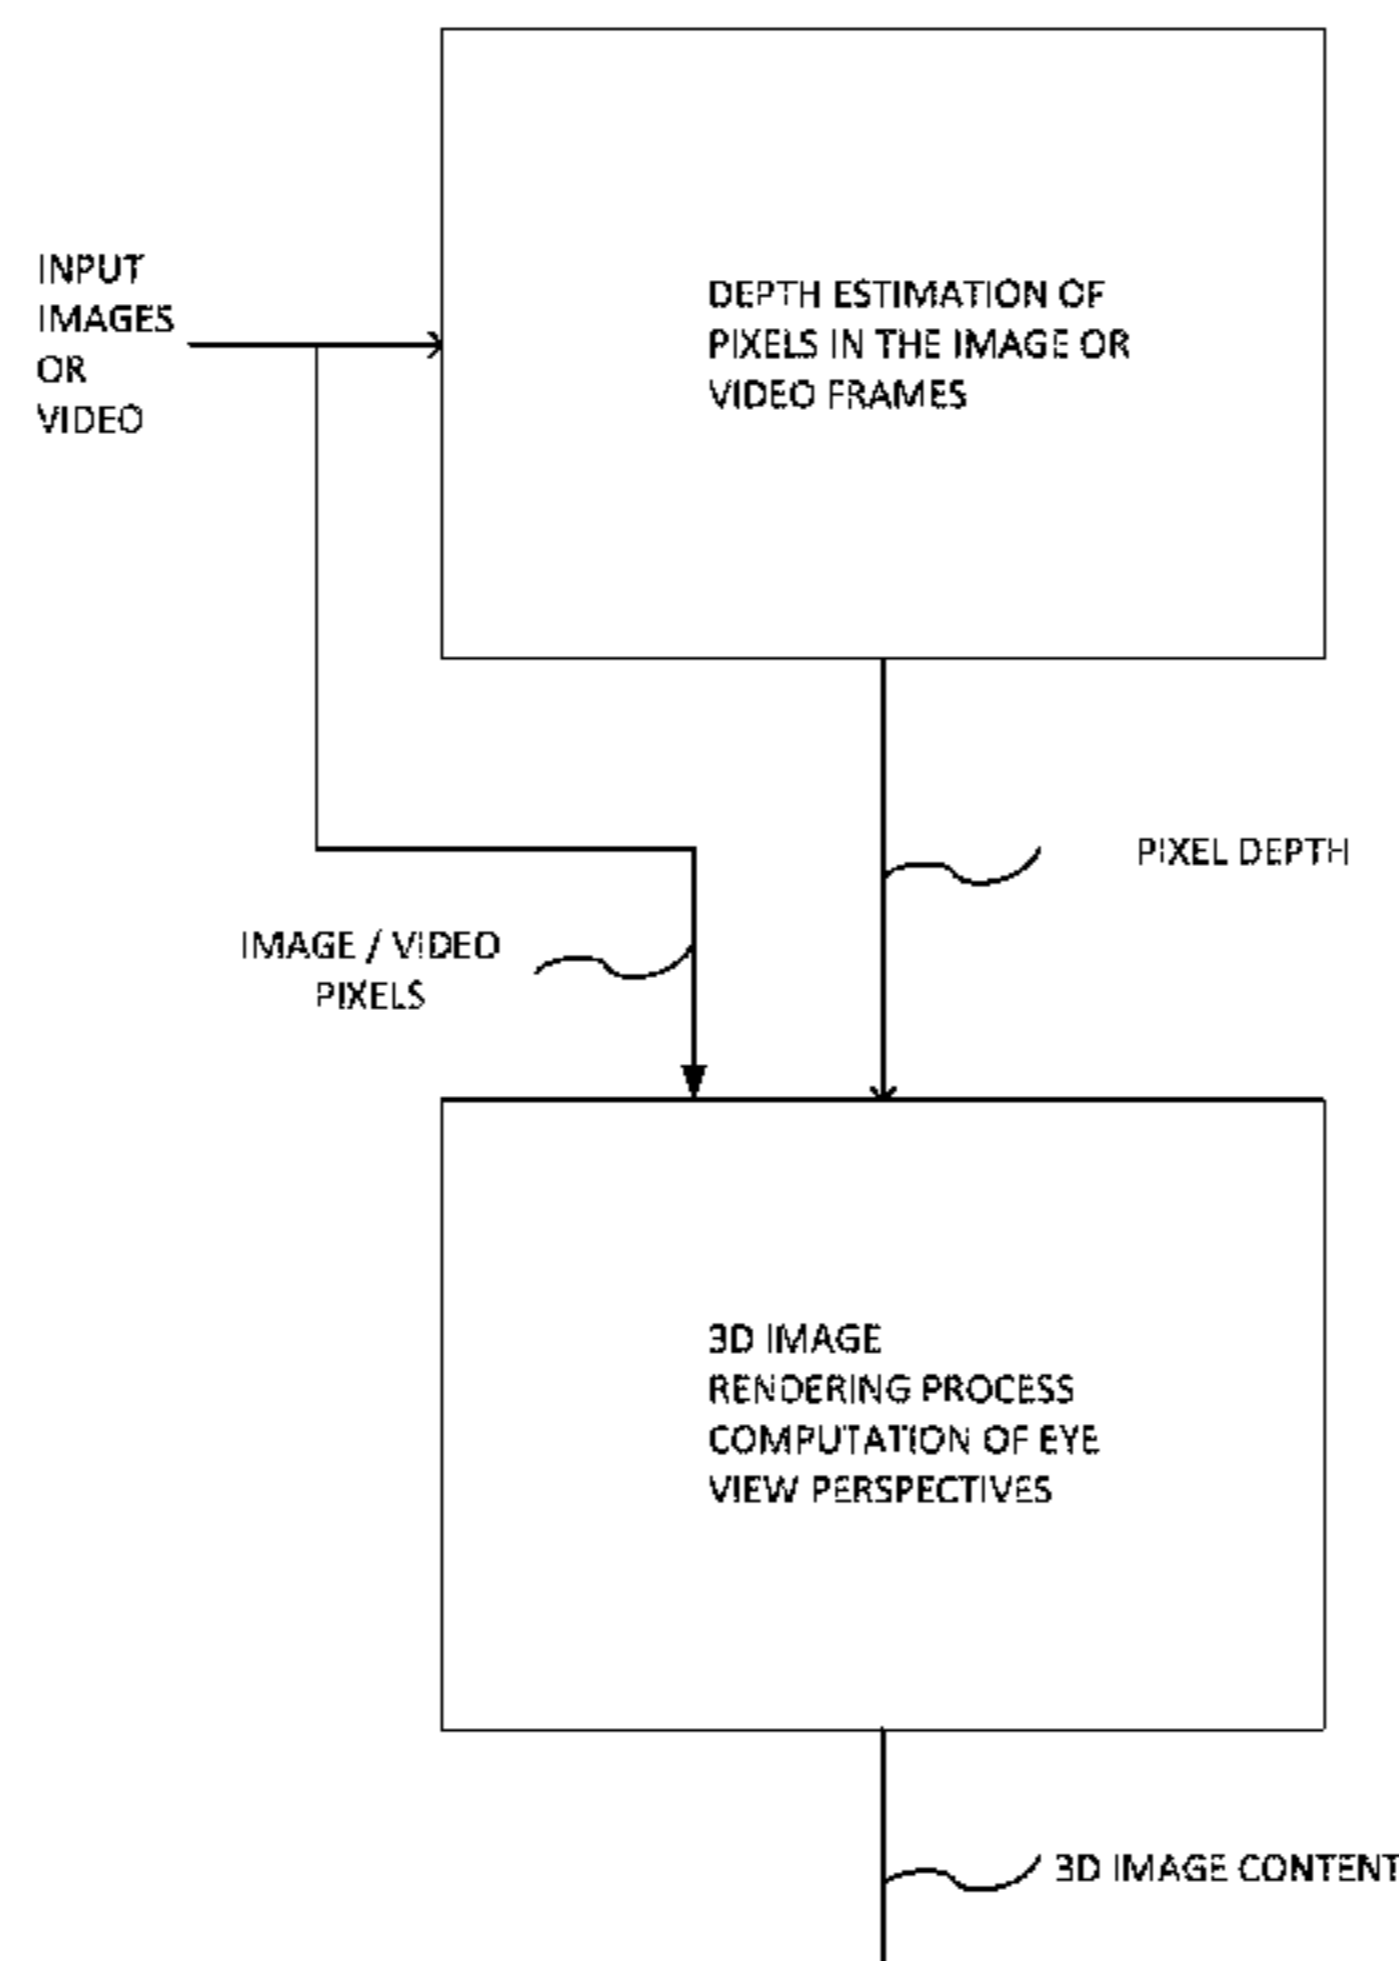 INPUT
IMAGES
OR
VIDEO
DEPTH ESTIMATION OF
PIXELS IN THE IMAGE OR
VIDEO FRAMES
PIXEL DEPTH
IMAGE / VIDEO
PIXELS
3D IMAGE
RENDERING PROCESS
COMPUTATION OF EYE
VIEW PERSPECTIVES
3D IMAGE CONTENT